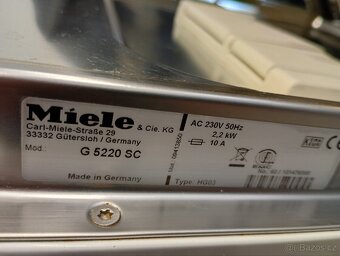 Miele & Cie. KG
Carl-Miele-Straße 29
33332 Gütersloh / Germany
Mod.: G 5220 SC
Made in / Germany
AC 230V 50Hz
2,2 kW
10 A
Type: HG03